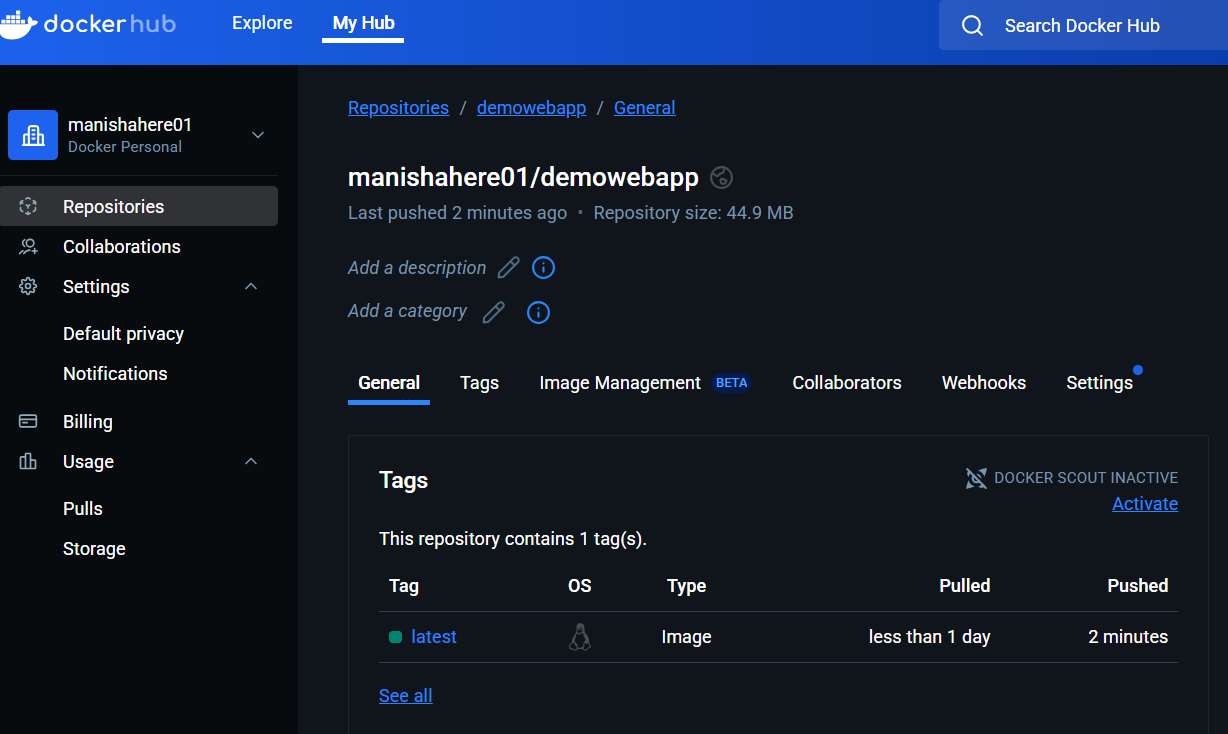 dockerhub
Explore
My Hub
Search Docker Hub
manishahere01
Docker Personal
Repositories
Collaborations
Settings
Default privacy
Notifications
Billing
Usage
Pulls
Storage
Repositories / demowebapp / General
manishahere01/demowebapp
Last pushed 2 minutes ago • Repository size: 44.9 MB
Add a description
Add a category
General Tags Image Management BETA Collaborators Webhooks Settings
Tags
DOCKER SCOUT INACTIVE
Activate
This repository contains 1 tag(s).
Tag OS Type Pulled Pushed
latest Image less than 1 day 2 minutes
See all